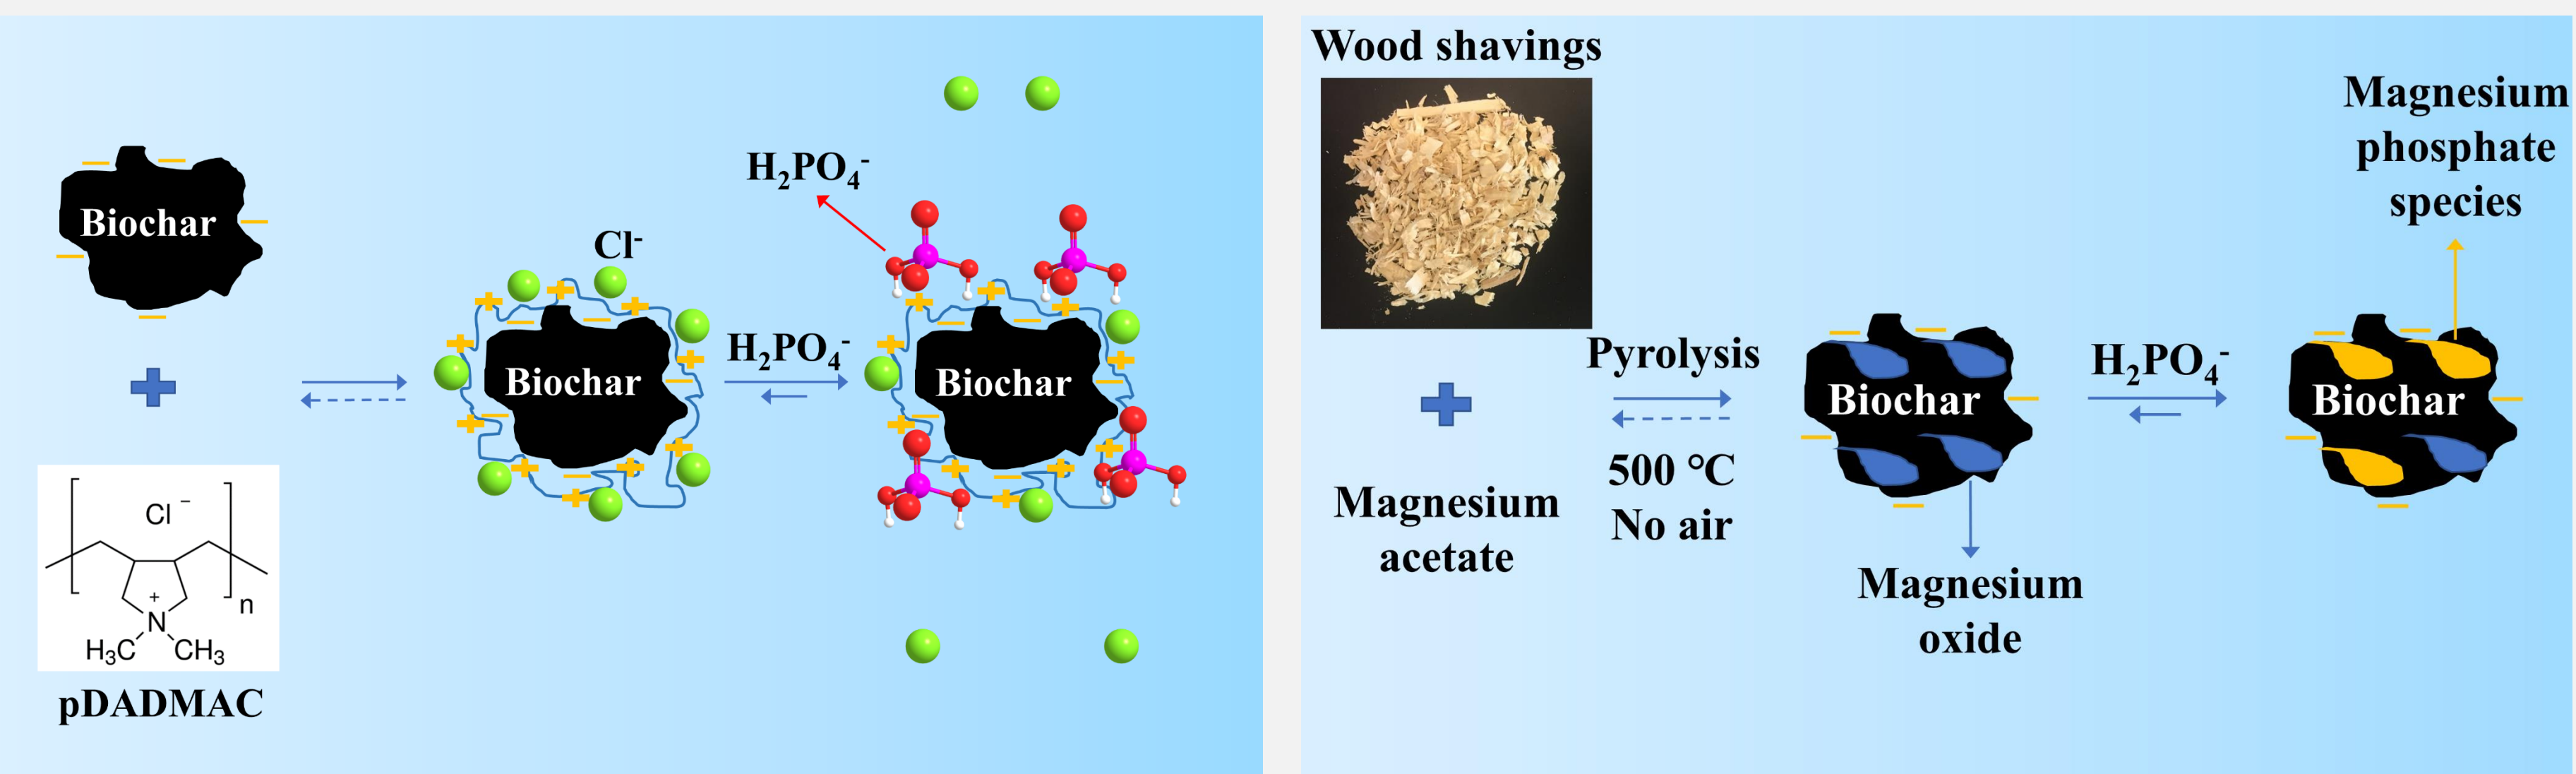 Biochar
Cl⁻
N⁺
H₃C CH₃
n
pDADMAC
Cl⁻
Biochar
H₂PO₄⁻
H₂PO₄⁻
Biochar
Wood shavings
Magnesium
acetate
Pyrolysis
500 °C
No air
Biochar
Magnesium
oxide
H₂PO₄⁻
Magnesium
phosphate
species
Biochar